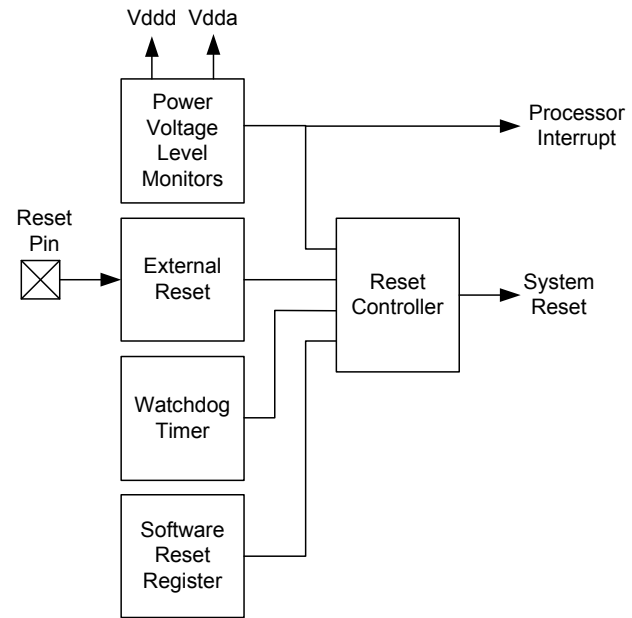 Vddd Vdda
Power
Voltage
Level
Monitors
Processor
Interrupt
Reset
Pin
External
Reset
Reset
Controller
System
Reset
Watchdog
Timer
Software
Reset
Register